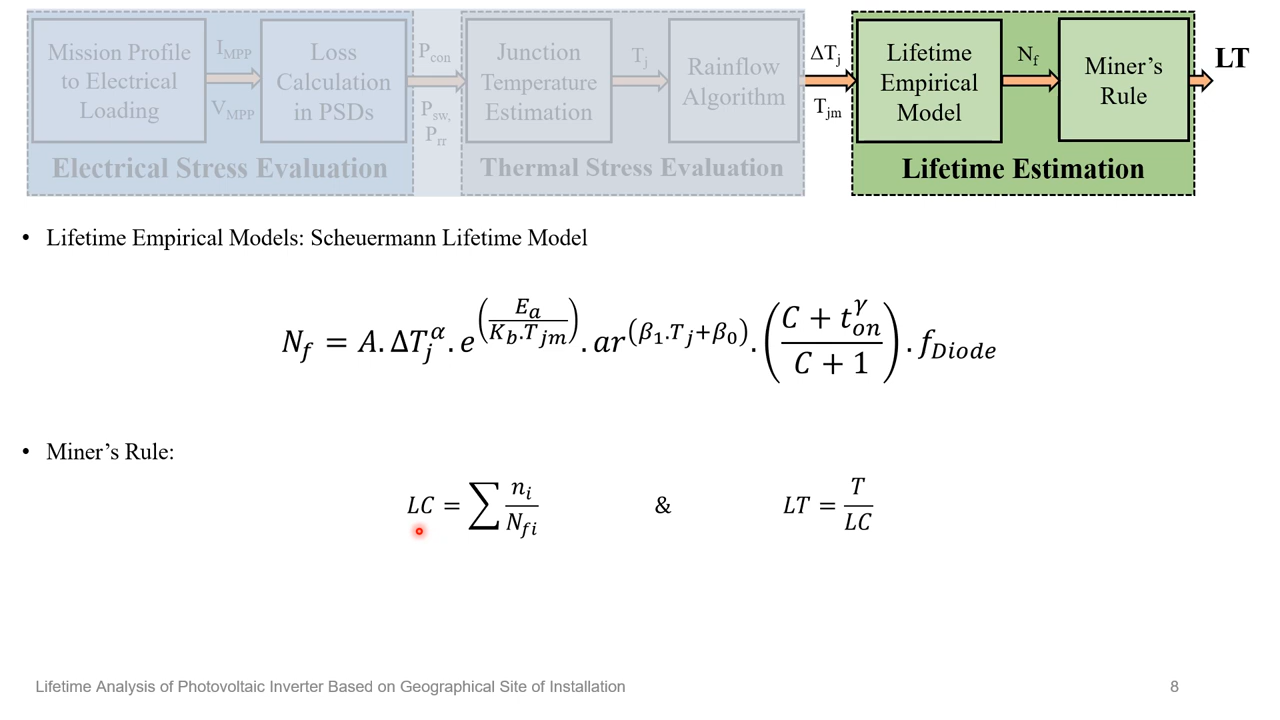 Mission Profile
to Electrical
Loading
I_MPP
V_MPP
Loss
Calculation
in PSDs
P_con
P_sw,
P_rr
Electrical Stress Evaluation
Junction
Temperature
Estimation
T_j
Rainflow
Algorithm
Thermal Stress Evaluation
ΔT_j
T_jm
Lifetime
Empirical
Model
N_f
Miner’s
Rule
Lifetime Estimation
LT
• Lifetime Empirical Models: Scheuermann Lifetime Model
N_f = A.ΔT_j^α.e^(E_a/(K_b.T_jm)).ar^(β_1.T_j+β_0).((C + t_on^γ)/(C + 1)).f_Diode
• Miner’s Rule:
LC = ∑ n_i/N_fi & LT = T/LC
Lifetime Analysis of Photovoltaic Inverter Based on Geographical Site of Installation 8